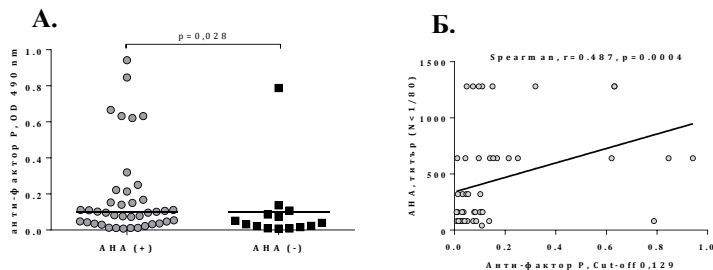 А.
p=0,028
анти-фактор P, OD 490 nm
1.0
0.8
0.6
0.4
0.2
0.0
АНА (+)
АНА (-)
Б.
Spearman, r=0.487, p=0.0004
АНА, титър (N<1/80)
1500
1000
500
0
0.0
0.2
0.4
0.6
0.8
1.0
Анти-фактор P, Cut-off 0,129